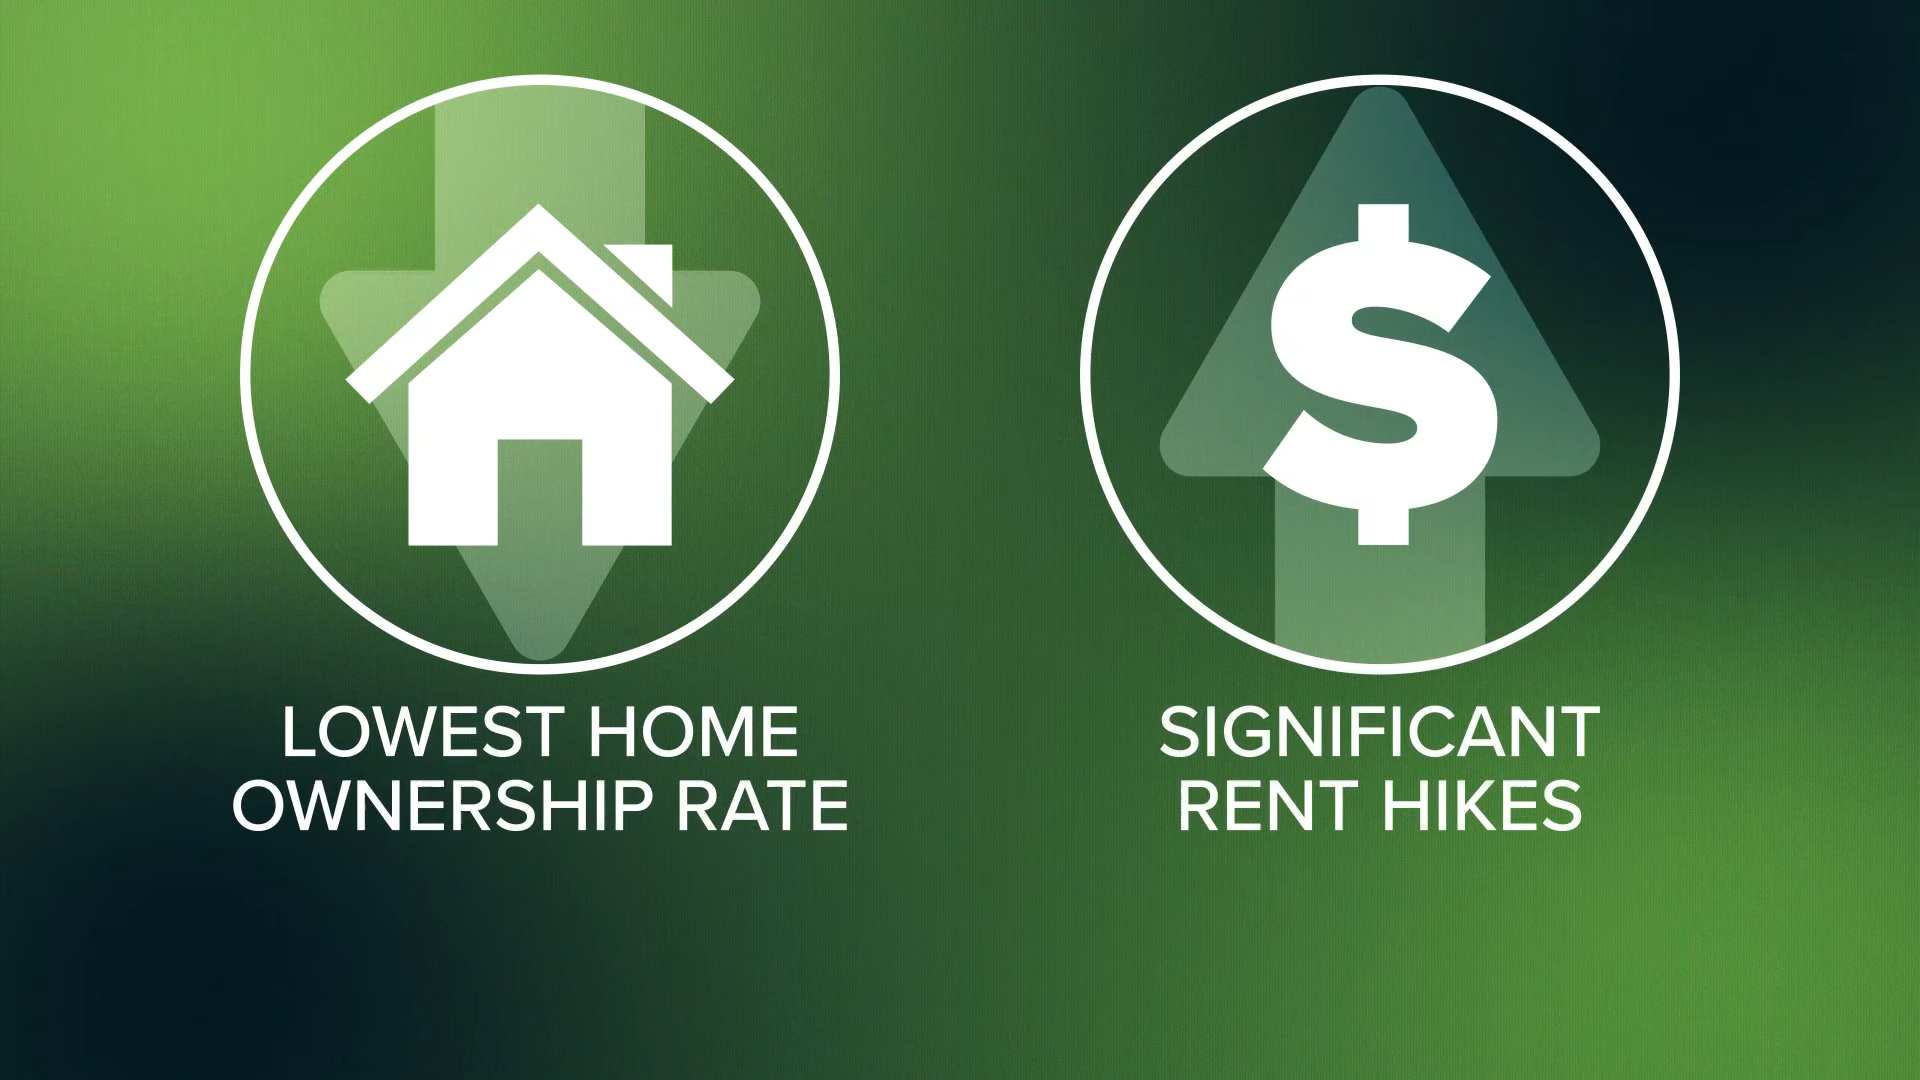 LOWEST HOME
OWNERSHIP RATE
$
SIGNIFICANT
RENT HIKES